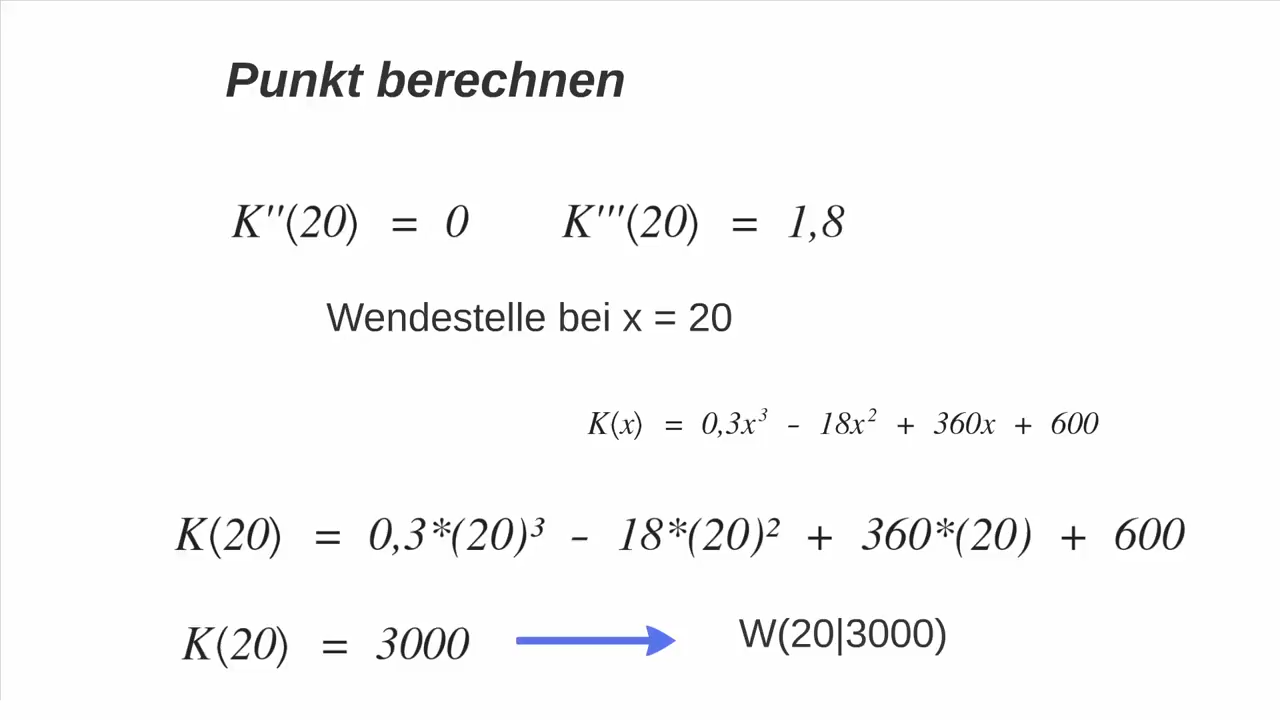 Punkt berechnen
K''(20) = 0 K'''(20) = 1,8
Wendestelle bei x = 20
K(x) = 0,3x³ - 18x² + 360x + 600
K(20) = 0,3*(20)³ - 18*(20)² + 360*(20) + 600
K(20) = 3000 W(20|3000)